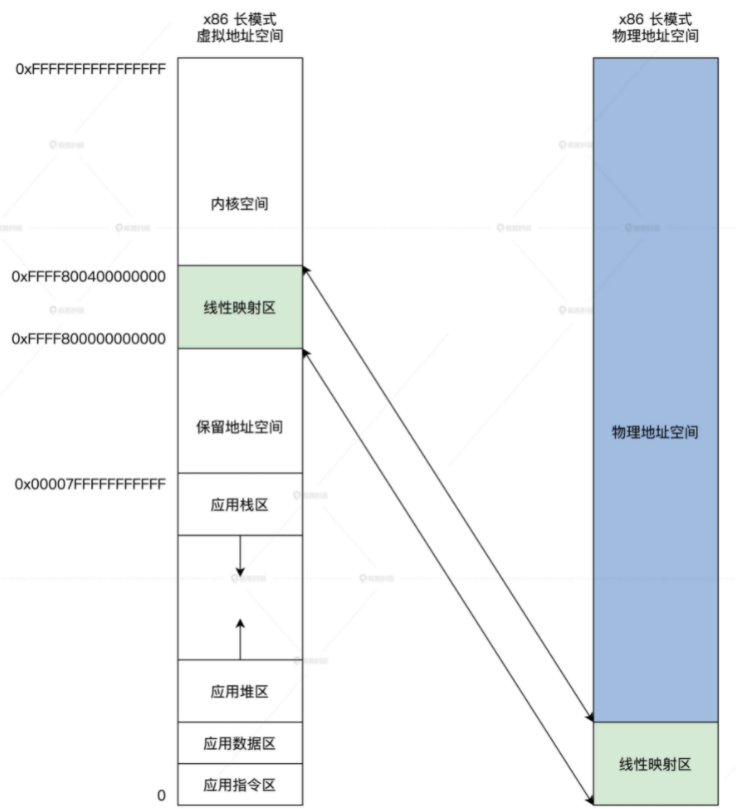 x86 长模式
虚拟地址空间
x86 长模式
物理地址空间
0xFFFFFFFFFFFFFFFF
内核空间
0xFFFF800400000000
线性映射区
0xFFFF800000000000
保留地址空间
物理地址空间
0x00007FFFFFFFFFFF
应用栈区
应用堆区
应用数据区
线性映射区
应用指令区
0